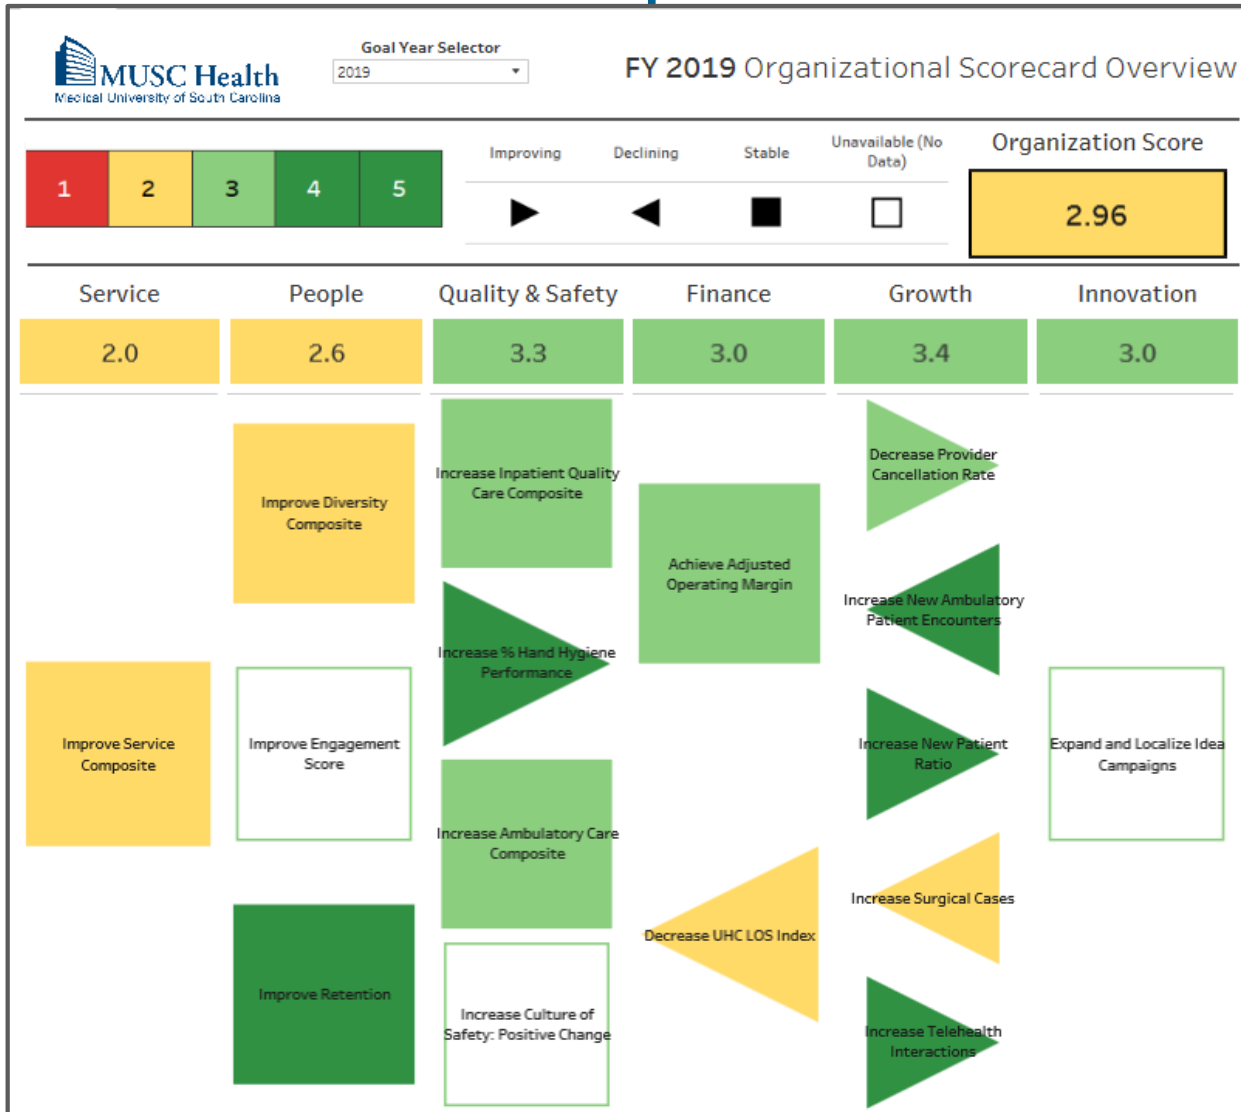 MUSC Health
Medical University of South Carolina
Goal Year Selector
2019
FY 2019 Organizational Scorecard Overview
1 2 3 4 5
Improving Declining Stable Unavailable (No
Data)
Organization Score
2.96
Service People Quality & Safety Finance Growth Innovation
2.0 2.6 3.3 3.0 3.4 3.0
Improve Service
Composite
Improve Diversity
Composite
Improve Engagement
Score
Improve Retention
Increase Inpatient Quality
Care Composite
Increase % Hand Hygiene
Performance
Increase Ambulatory Care
Composite
Increase Culture of
Safety: Positive Change
Achieve Adjusted
Operating Margin
Decrease UHC LOS Index
Decrease Provider
Cancellation Rate
Increase New Ambulatory
Patient Encounters
Increase New Patient
Ratio
Increase Surgical Cases
Increase Telehealth
Interactions
Expand and Localize Idea
Campaigns